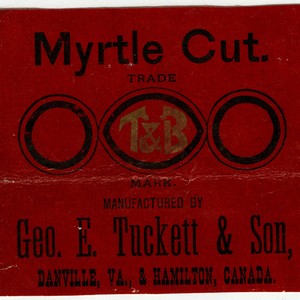 Myrtle Cut.
TRADE
T&B
MARK
MANUFACTURED BY
Geo. E. Tuckett & Son,
DANVILLE, VA., & HAMILTON, CANADA.